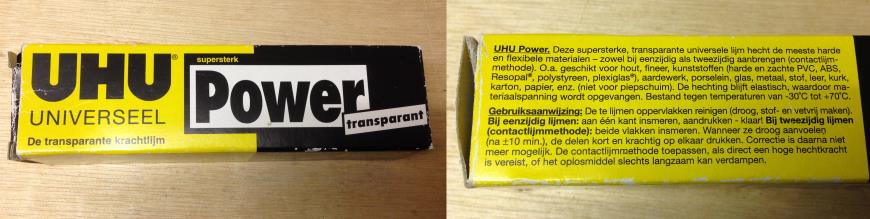 UHU®
UNIVERSEEL
De transparante krachtlijm
supersterk
Power
transparant
UHU Power. Deze supersterke, transparante universele lijm hecht de meeste harde
en flexibele materialen – zowel bij eenzijdig als tweezijdig aanbrengen (contactlijm-
methode). O.a. geschikt voor hout, fineer, kunststoffen (harde en zachte PVC, ABS,
Resopal®, polystyreen, plexiglas®), aardewerk, porselein, glas, metaal, stof, leer, kurk,
karton, papier, enz. (niet voor piepschuim). De hechting blijft elastisch, waardoor ma-
teriaalspanning wordt opgevangen. Bestand tegen temperaturen van -30˚C tot +70˚C.
Gebruiksaanwijzing: De te lijmen oppervlakken reinigen (droog, stof- en vetvrij maken).
Bij eenzijdig lijmen: aan één kant insmeren, aandrukken - klaar! Bij tweezijdig lijmen
(contactlijmmethode): beide vlakken insmeren. Wanneer ze droog aanvoelen
(na ±10 min.), de delen kort en krachtig op elkaar drukken. Correctie is daarna niet
meer mogelijk. De contactlijmmethode toepassen, als direct een hoge hechtkracht
is vereist, of het oplosmiddel slechts langzaam kan verdampen.